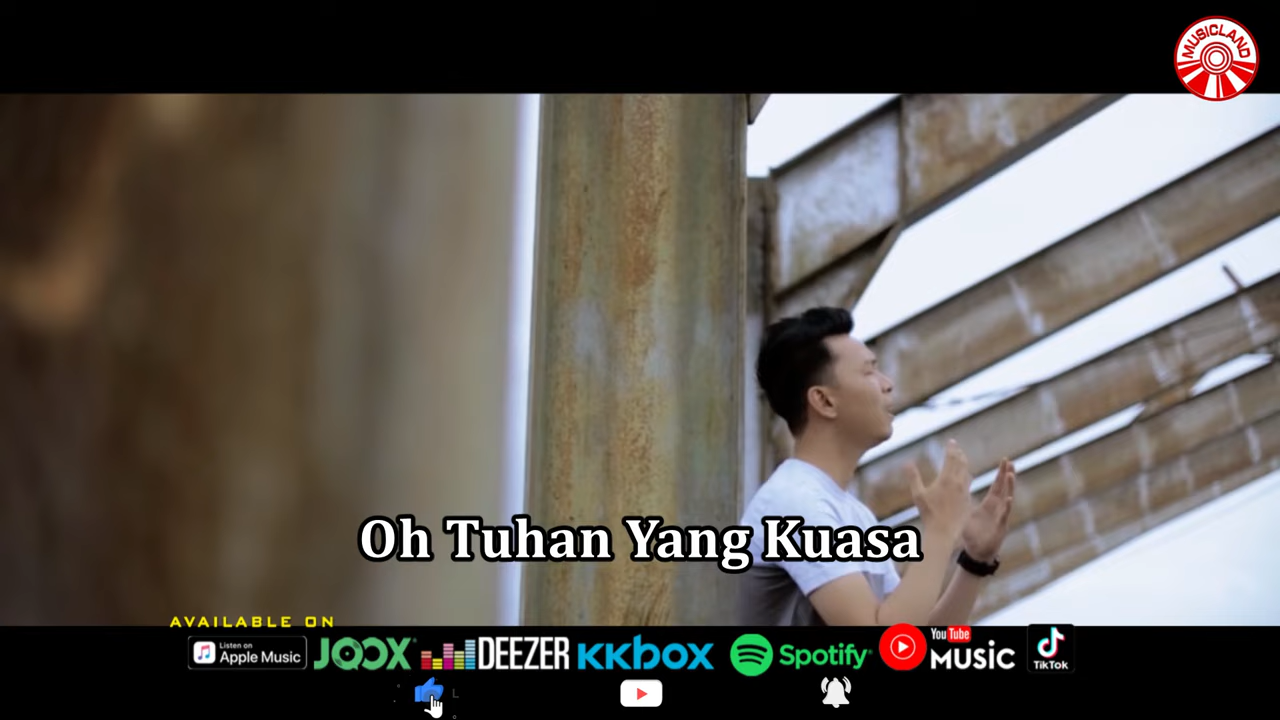 MUSICLAND
Oh Tuhan Yang Kuasa
AVAILABLE ON
Listen on
Apple Music
JOOX
DEEZER
KKBOX
Spotify
YouTube
MUSIC
TikTok